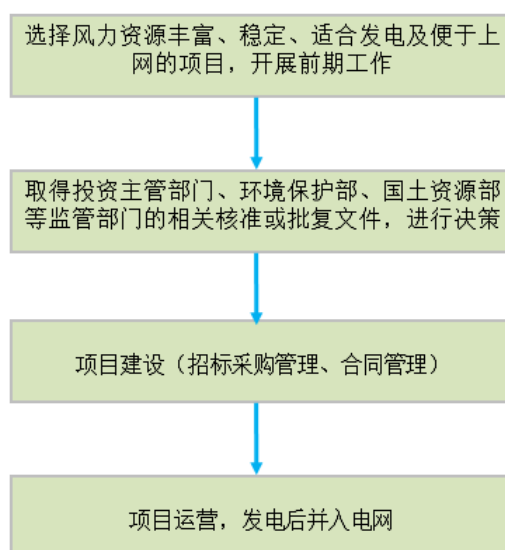 选择风力资源丰富、稳定、适合发电及便于上
网的项目，开展前期工作
取得投资主管部门、环境保护部、国土资源部
等监管部门的相关核准或批复文件，进行决策
项目建设（招标采购管理、合同管理）
项目运营，发电后并入电网